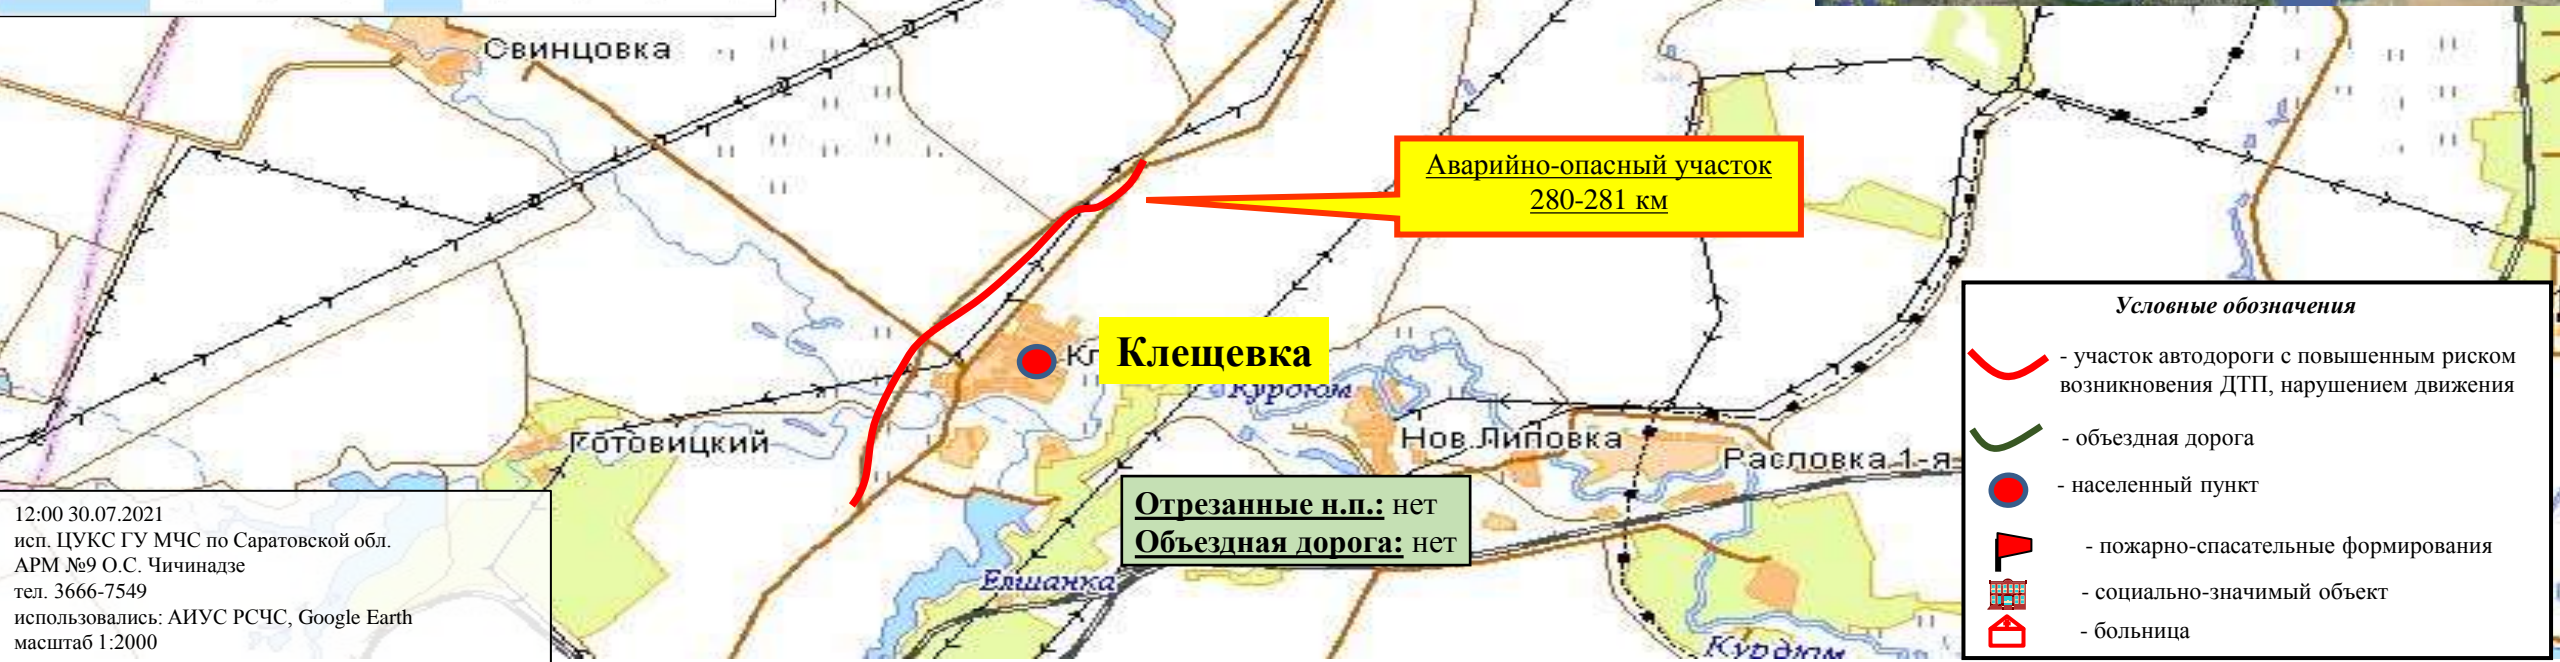 Свинцовка
Аварийно-опасный участок
280-281 км
Клещевка
Кл
Курдюм
Готовицкий
Нов.Липовка
Расловка 1-я
Отрезанные н.п.: нет
Объездная дорога: нет
Елшанка
Курдюм
12:00 30.07.2021
исп. ЦУКС ГУ МЧС по Саратовской обл.
АРМ №9 О.С. Чичинадзе
тел. 3666-7549
использовались: АИУС РСЧС, Google Earth
масштаб 1:2000
Условные обозначения
- участок автодороги с повышенным риском
возникновения ДТП, нарушением движения
- объездная дорога
- населенный пункт
- пожарно-спасательные формирования
- социально-значимый объект
- больница